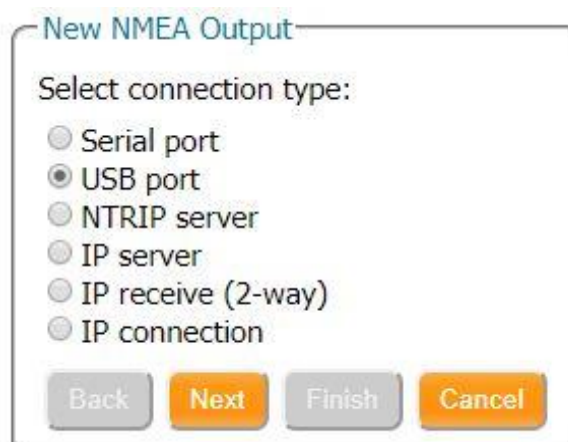 New NMEA Output
Select connection type:
Serial port
USB port
NTRIP server
IP server
IP receive (2-way)
IP connection
Back Next Finish Cancel